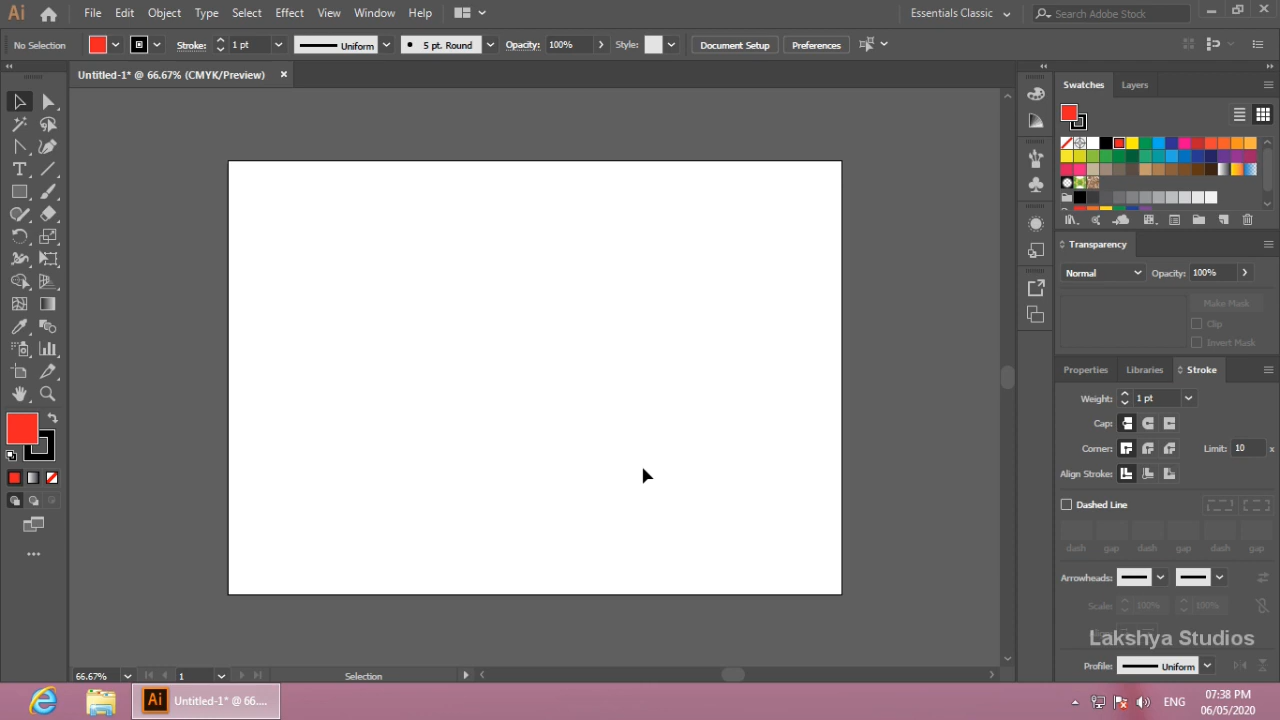 Ai File Edit Object Type Select Effect View Window Help Essentials Classic Search Adobe Stock
No Selection Stroke: 1 pt Uniform 5 pt. Round Opacity: 100% Style: Document Setup Preferences
Untitled-1* @ 66.67% (CMYK/Preview) ×
Swatches Layers
Transparency
Normal Opacity: 100%
Make Mask
Clip
Invert Mask
Properties Libraries Stroke
Weight: 1 pt
Cap:
Corner: Limit: 10 x
Align Stroke:
Dashed Line
dash gap dash gap dash gap
Arrowheads:
Scale: 100% 100%
Lakshya Studios
Profile: Uniform
66.67% 1 Selection
Ai Untitled-1* @ 66.... ENG 07:38 PM
06/05/2020